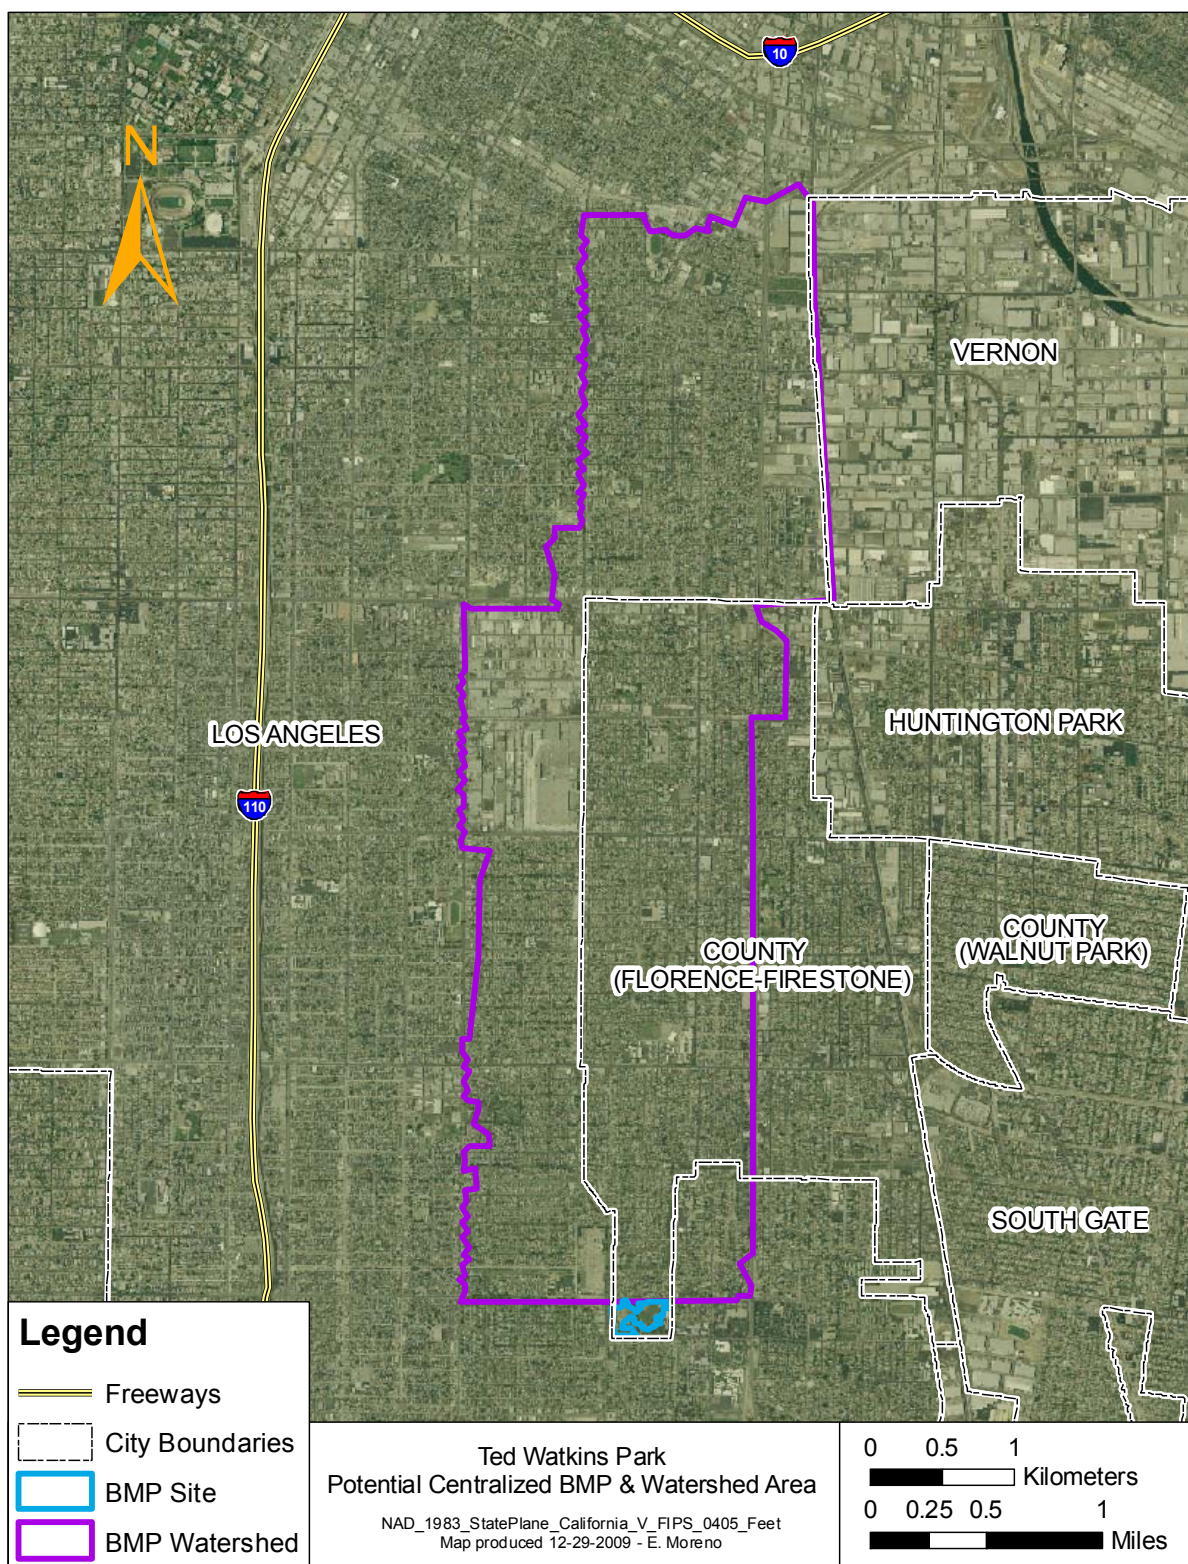 10
N
VERNON
LOS ANGELES
HUNTINGTON PARK
110
COUNTY
(FLORENCE-FIRESTONE)
COUNTY
(WALNUT PARK)
SOUTH GATE
Legend
Freeways
City Boundaries
BMP Site
BMP Watershed
Ted Watkins Park
Potential Centralized BMP & Watershed Area
NAD_1983_StatePlane_California_V_FIPS_0405_Feet
Map produced 12-29-2009 - E. Moreno
0 0.5 1
Kilometers
0 0.25 0.5 1
Miles